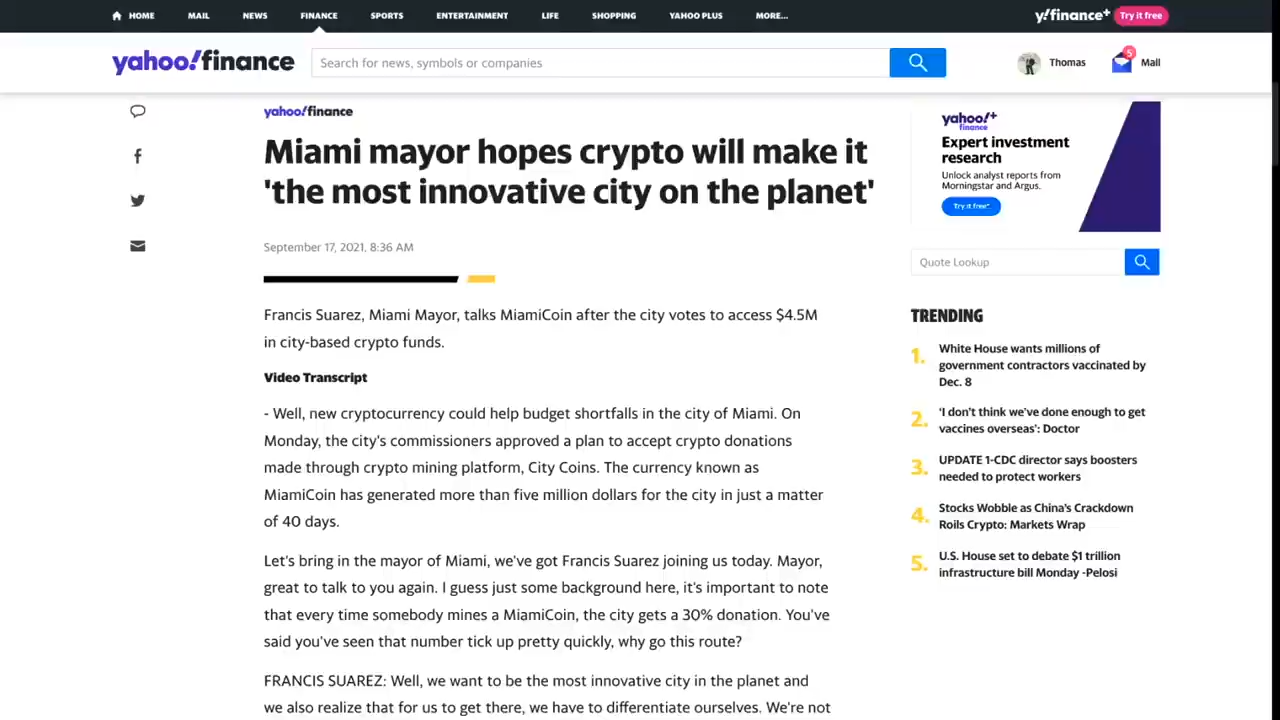 HOME MAIL NEWS FINANCE SPORTS ENTERTAINMENT LIFE SHOPPING YAHOO PLUS MORE... y!finance+ Try it free
yahoo!finance Search for news, symbols or companies Thomas 5 Mail
yahoo!finance
Miami mayor hopes crypto will make it
'the most innovative city on the planet'
September 17, 2021, 8:36 AM
Francis Suarez, Miami Mayor, talks MiamiCoin after the city votes to access $4.5M
in city-based crypto funds.
Video Transcript
- Well, new cryptocurrency could help budget shortfalls in the city of Miami. On
Monday, the city's commissioners approved a plan to accept crypto donations
made through crypto mining platform, City Coins. The currency known as
MiamiCoin has generated more than five million dollars for the city in just a matter
of 40 days.
Let's bring in the mayor of Miami, we've got Francis Suarez joining us today. Mayor,
great to talk to you again. I guess just some background here, it's important to note
that every time somebody mines a MiamiCoin, the city gets a 30% donation. You've
said you've seen that number tick up pretty quickly, why go this route?
FRANCIS SUAREZ: Well, we want to be the most innovative city in the planet and
we also realize that for us to get there, we have to differentiate ourselves. We're not
yahoo!+
finance
Expert investment
research
Unlock analyst reports from
Morningstar and Argus.
Try it free*
Quote Lookup
TRENDING
1. White House wants millions of
government contractors vaccinated by
Dec. 8
2. 'I don't think we've done enough to get
vaccines overseas': Doctor
3. UPDATE 1-CDC director says boosters
needed to protect workers
4. Stocks Wobble as China's Crackdown
Roils Crypto: Markets Wrap
5. U.S. House set to debate $1 trillion
infrastructure bill Monday -Pelosi